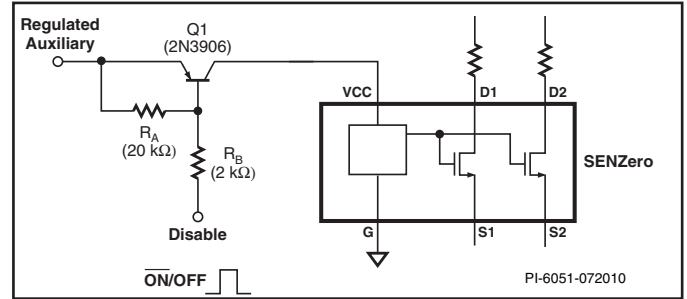 Regulated
Auxiliary
Q1
(2N3906)
RA
(20 kΩ)
RB
(2 kΩ)
Disable
VCC
D1
D2
SENZero
G
S1
S2
ON/OFF
PI-6051-072010